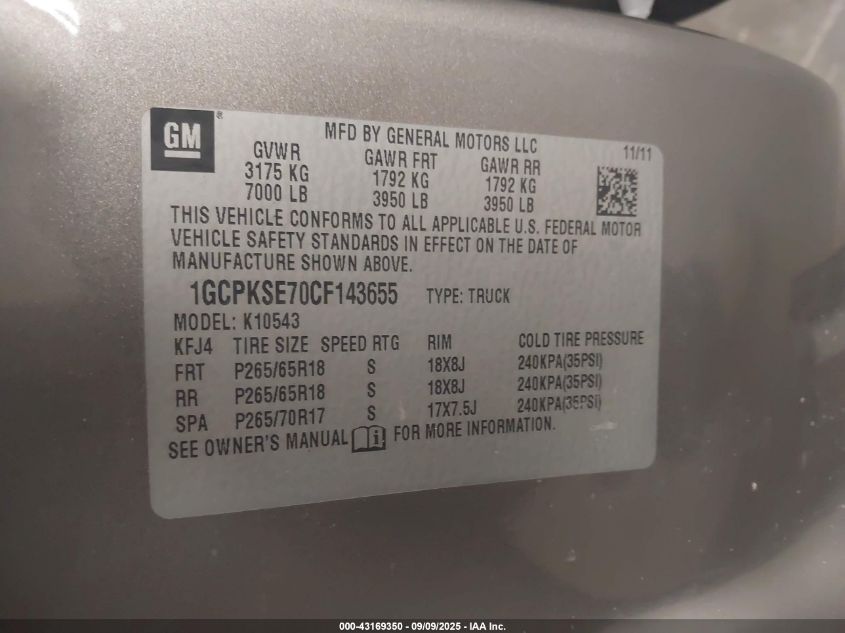 GM®
MFD BY GENERAL MOTORS LLC
11/11
GVWR GAWR FRT GAWR RR
3175 KG 1792 KG 1792 KG
7000 LB 3950 LB 3950 LB
THIS VEHICLE CONFORMS TO ALL APPLICABLE U.S. FEDERAL MOTOR
VEHICLE SAFETY STANDARDS IN EFFECT ON THE DATE OF
MANUFACTURE SHOWN ABOVE.
1GCPKSE70CF143655 TYPE: TRUCK
MODEL: K10543
KFJ4 TIRE SIZE SPEED RTG RIM COLD TIRE PRESSURE
FRT P265/65R18 S 18X8J 240KPA(35PSI)
RR P265/65R18 S 18X8J 240KPA(35PSI)
SPA P265/70R17 S 17X7.5J 240KPA(35PSI)
SEE OWNER'S MANUAL FOR MORE INFORMATION.
000-43169350 - 09/09/2025 - IAA Inc.